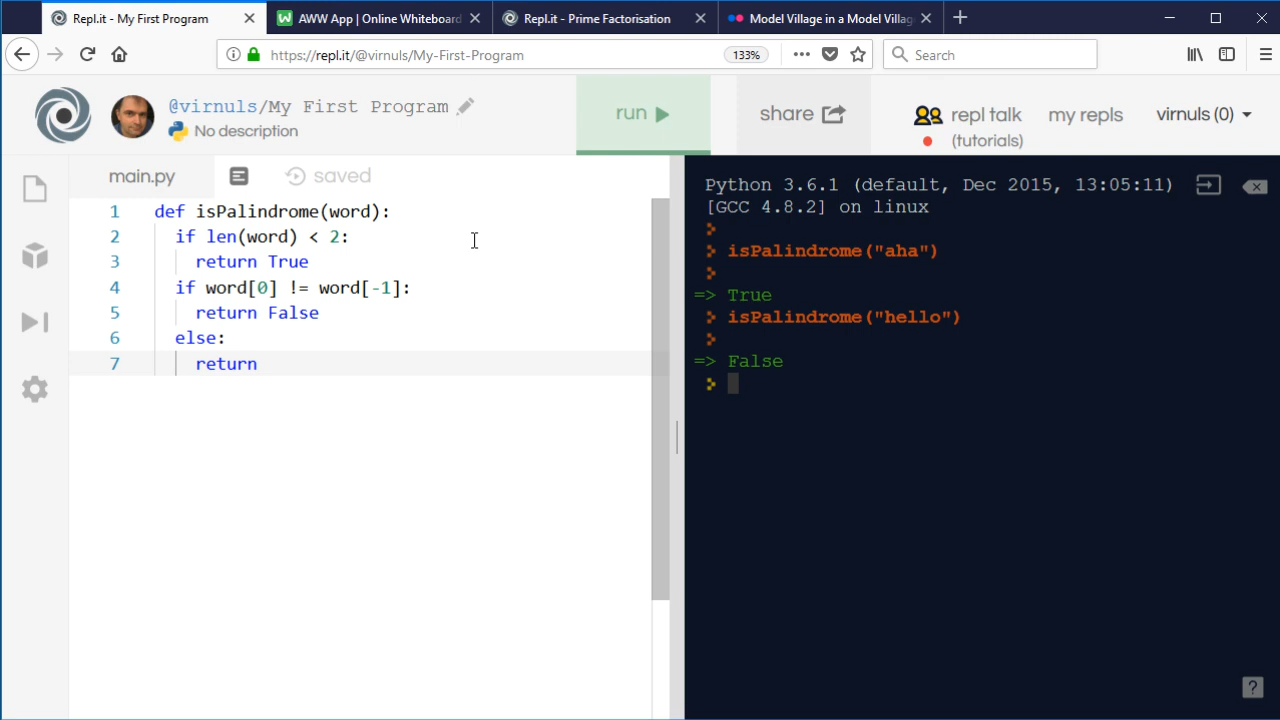 Repl.it - My First Program
AWW App | Online Whiteboard
Repl.it - Prime Factorisation
Model Village in a Model Villag
https://repl.it/@virnuls/My-First-Program
133%
Search
@virnuls/My First Program
No description
run
share
repl talk
(tutorials)
my repls
virnuls (0)
main.py
saved
1 def isPalindrome(word):
2 if len(word) < 2:
3 return True
4 if word[0] != word[-1]:
5 return False
6 else:
7 return
Python 3.6.1 (default, Dec 2015, 13:05:11)
[GCC 4.8.2] on linux
isPalindrome("aha")
=> True
isPalindrome("hello")
=> False
?